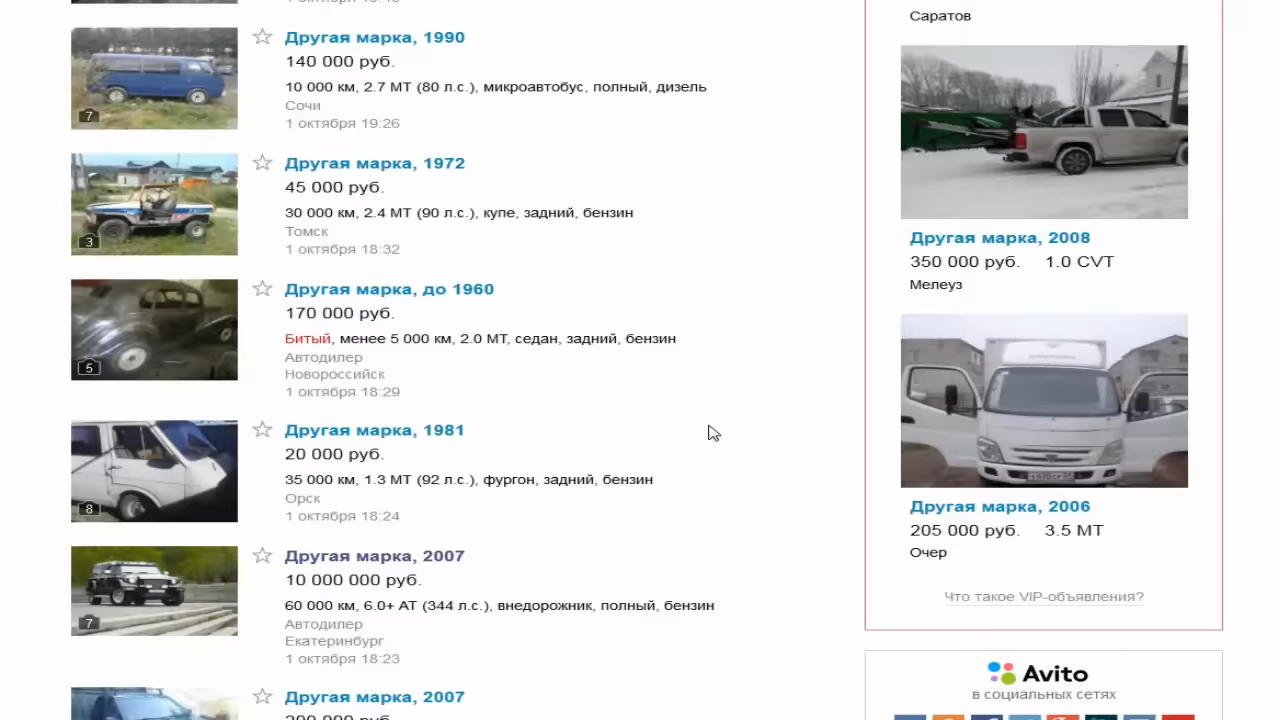 Другая марка, 1990
140 000 руб.
10 000 км, 2.7 MT (80 л.с.), микроавтобус, полный, дизель
Сочи
1 октября 19:26
7
Другая марка, 1972
45 000 руб.
30 000 км, 2.4 MT (90 л.с.), купе, задний, бензин
Томск
1 октября 18:32
3
Другая марка, до 1960
170 000 руб.
Битый, менее 5 000 км, 2.0 MT, седан, задний, бензин
Автодилер
Новороссийск
1 октября 18:29
5
Другая марка, 1981
20 000 руб.
35 000 км, 1.3 MT (92 л.с.), фургон, задний, бензин
Орск
1 октября 18:24
8
Другая марка, 2007
10 000 000 руб.
60 000 км, 6.0+ AT (344 л.с.), внедорожник, полный, бензин
Автодилер
Екатеринбург
1 октября 18:23
7
Другая марка, 2007
Саратов
Другая марка, 2008
350 000 руб. 1.0 CVT
Мелеуз
Другая марка, 2006
205 000 руб. 3.5 MT
Очер
Что такое VIP-объявления?
Avito
в социальных сетях